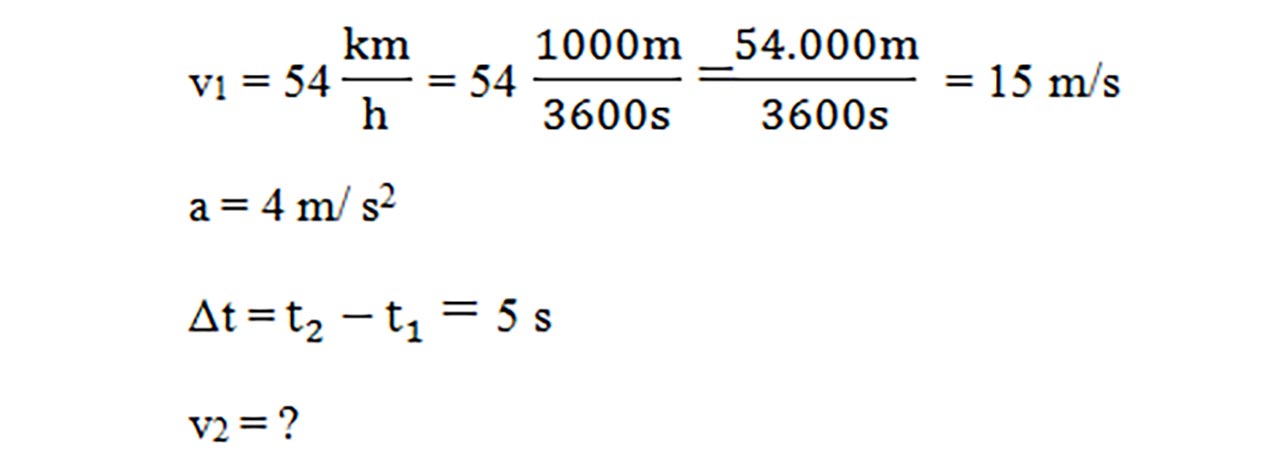 v1 = 54 km/h = 54 1000m/3600s = 54.000m/3600s = 15 m/s
a = 4 m/ s²
Δt = t₂ − t₁ = 5 s
v2 = ?